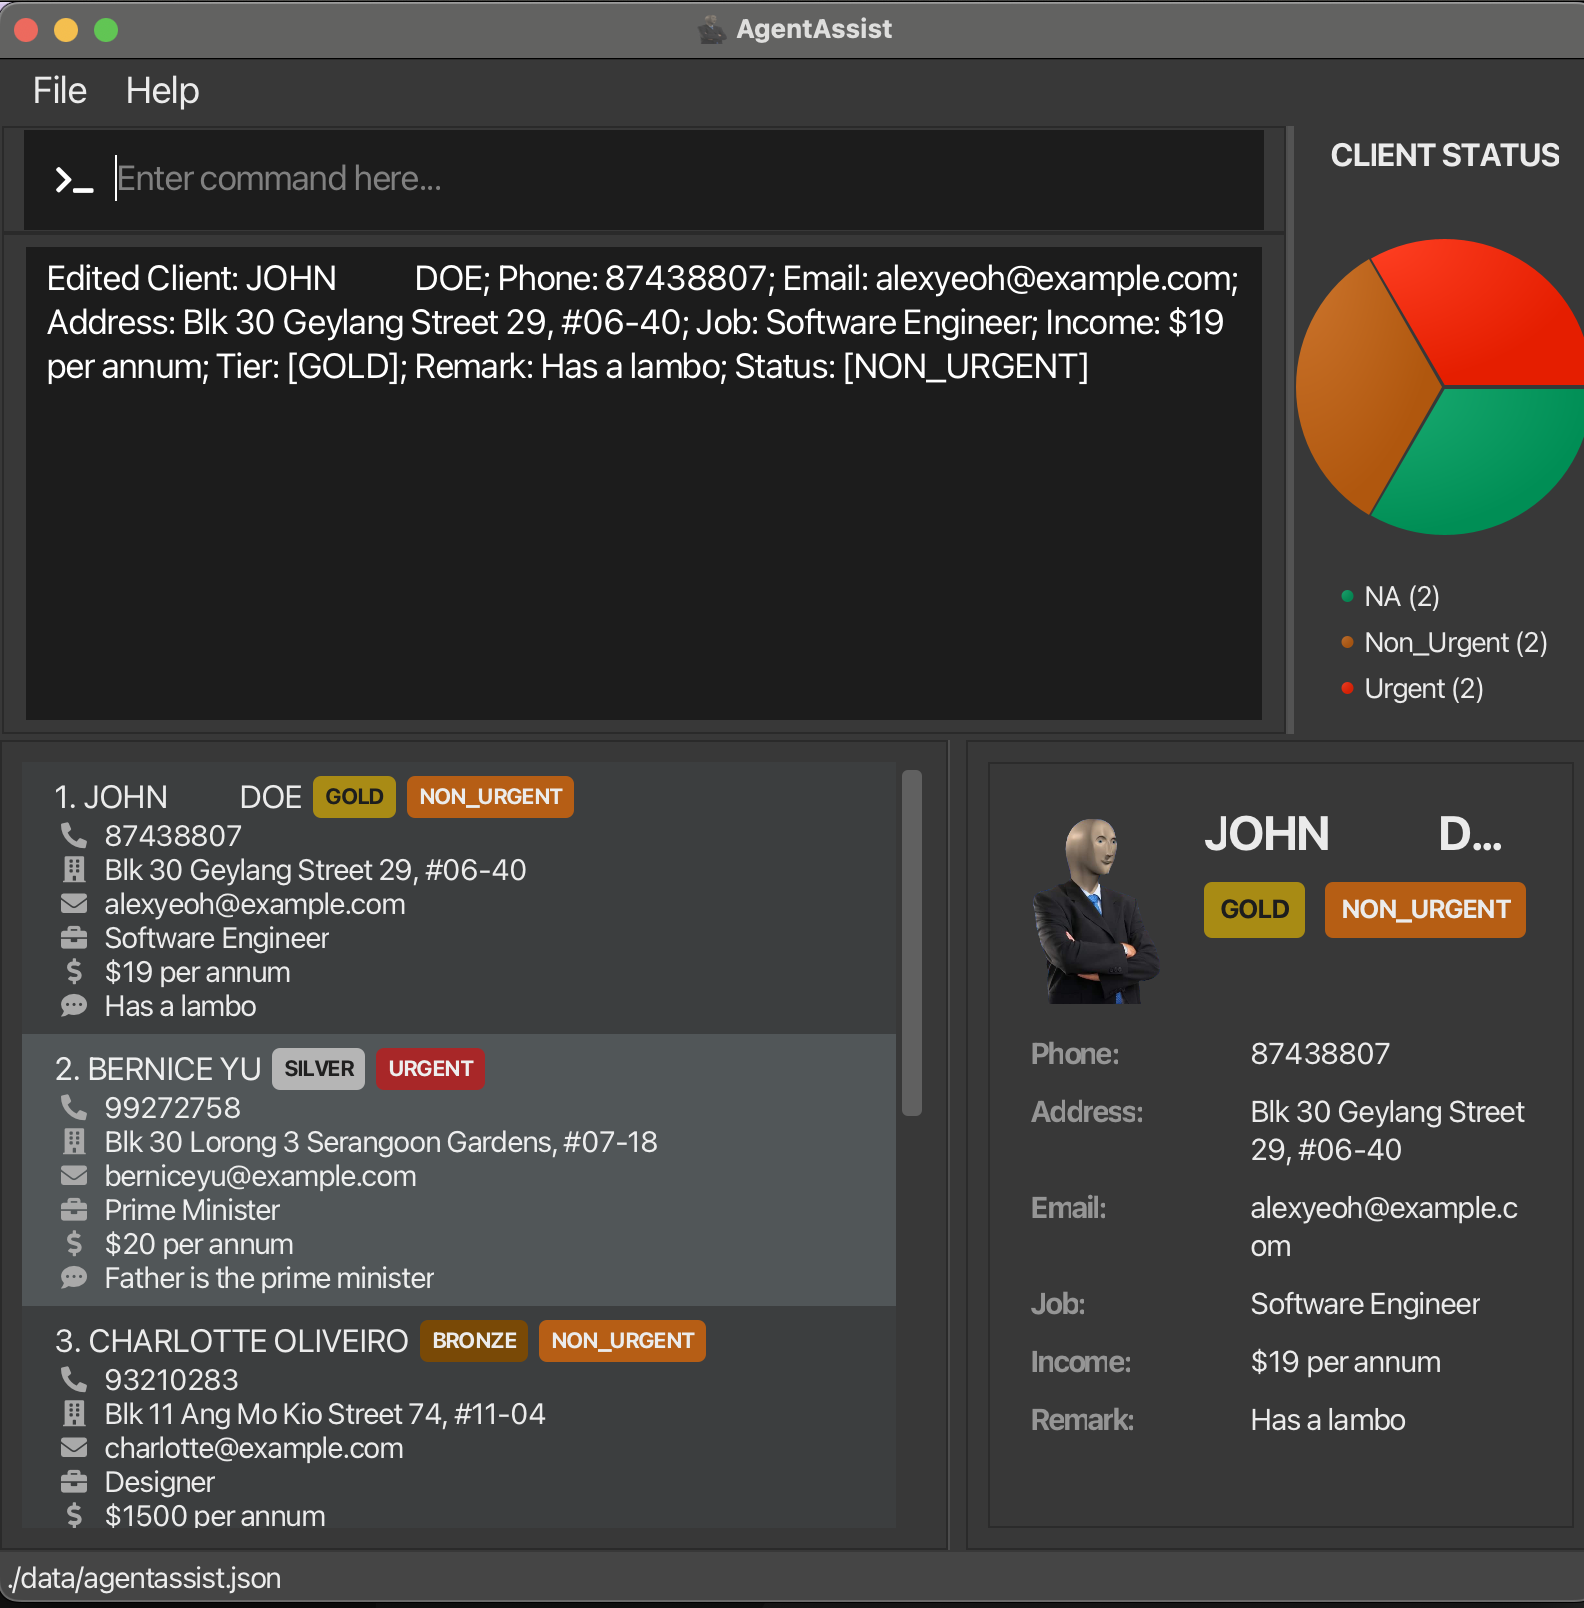 AgentAssist
File Help
Enter command here...
Edited Client: JOHN          DOE; Phone: 87438807; Email: alexyeoh@example.com;
Address: Blk 30 Geylang Street 29, #06-40; Job: Software Engineer; Income: $19
per annum; Tier: [GOLD]; Remark: Has a lambo; Status: [NON_URGENT]
CLIENT STATUS
NA (2)
Non_Urgent (2)
Urgent (2)
1. JOHN          DOE GOLD NON_URGENT
87438807
Blk 30 Geylang Street 29, #06-40
alexyeoh@example.com
Software Engineer
$19 per annum
Has a lambo
2. BERNICE YU SILVER URGENT
99272758
Blk 30 Lorong 3 Serangoon Gardens, #07-18
berniceyu@example.com
Prime Minister
$20 per annum
Father is the prime minister
3. CHARLOTTE OLIVEIRO BRONZE NON_URGENT
93210283
Blk 11 Ang Mo Kio Street 74, #11-04
charlotte@example.com
Designer
$1500 per annum
JOHN          D...
GOLD NON_URGENT
Phone: 87438807
Address: Blk 30 Geylang Street
29, #06-40
Email: alexyeoh@example.c
om
Job: Software Engineer
Income: $19 per annum
Remark: Has a lambo
./data/agentassist.json